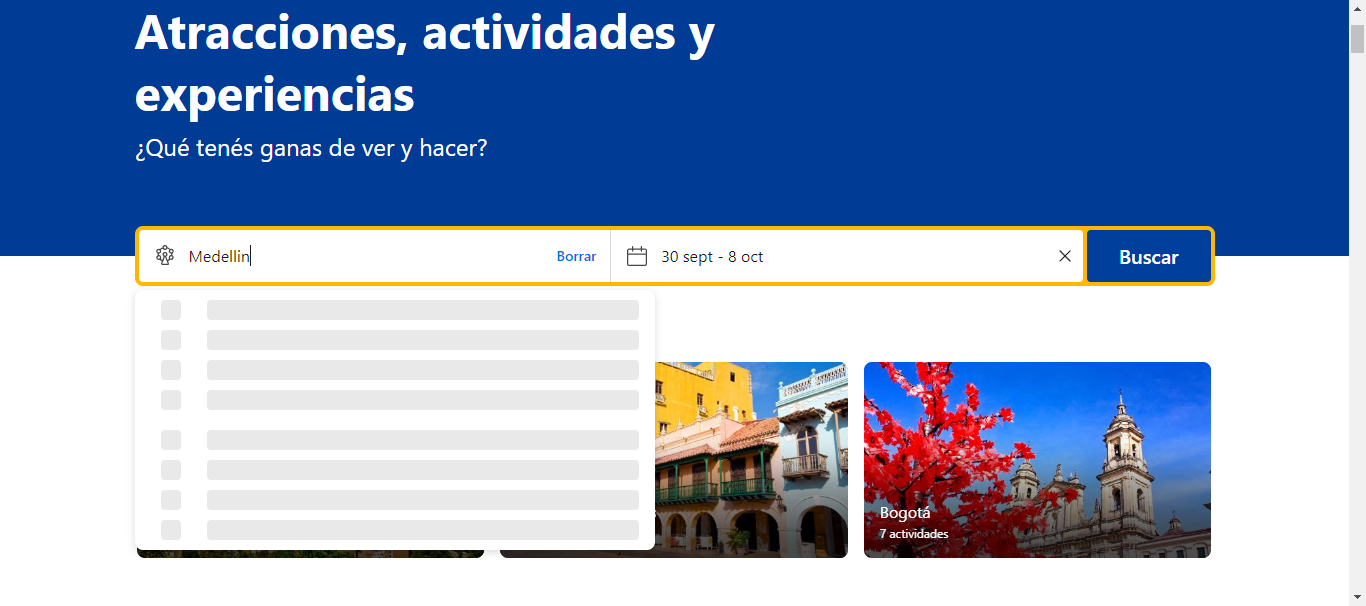 Atracciones, actividades y
experiencias
¿Qué tenés ganas de ver y hacer?
Medellin
Borrar
30 sept - 8 oct
Buscar
Bogotá
7 actividades